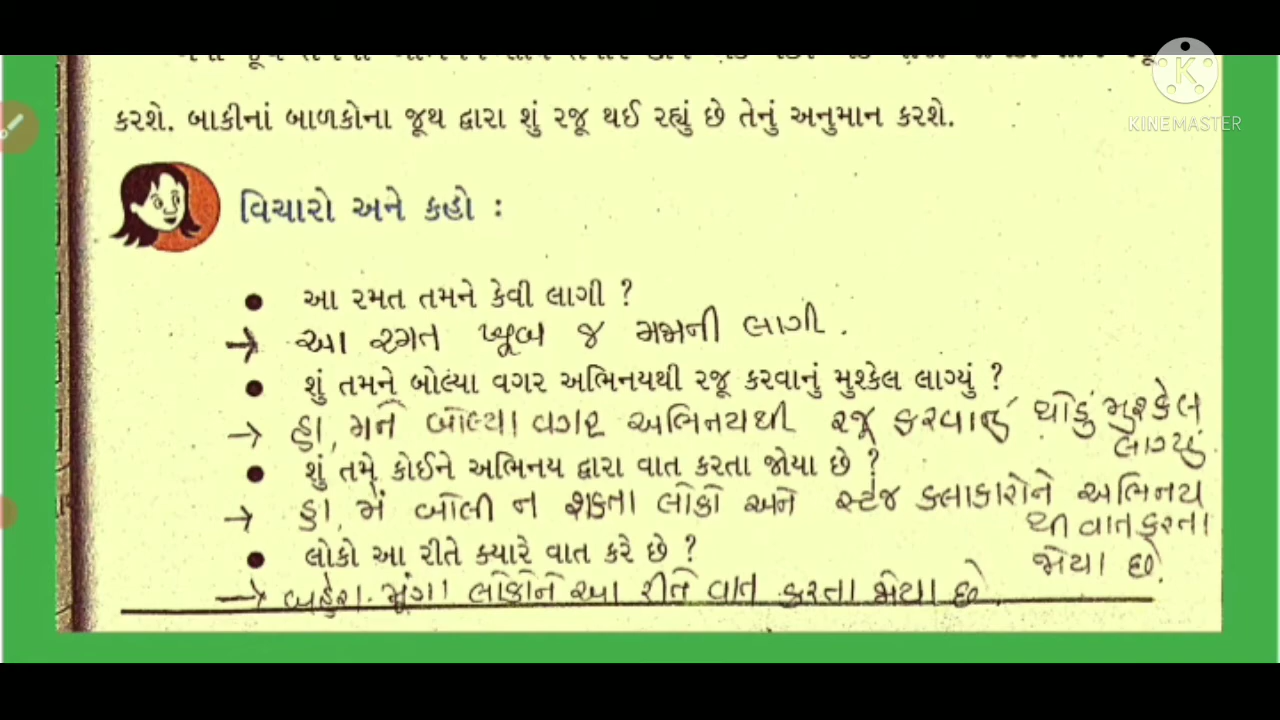 કરશે. બાકીનાં બાળકોના જૂથ દ્વારા શું રજૂ થઈ રહ્યું છે તેનું અનુમાન કરશે.
KINEMASTER
વિચારો અને કહો :
આ રમત તમને કેવી લાગી ?
→ આ રમત ખૂબ જ મઝાની લાગી.
શું તમને બોલ્યા વગર અભિનયથી રજૂ કરવાનું મુશ્કેલ લાગ્યું ?
→ હા, મને બોલ્યા વગર અભિનયથી રજૂ કરવાનું થોડું મુશ્કેલ
લાગ્યું.
શું તમે કોઈને અભિનય દ્વારા વાત કરતા જોયા છે ?
→ હા, મેં બોલી ન શકતા લોકો અને સ્ટેજ કલાકારોને અભિનય
થી વાત કરતા
જોયા છે.
લોકો આ રીતે ક્યારે વાત કરે છે ?
→ બહેરા. મૂંગા લોકોને આ રીતે વાત કરતા જોયા છે.